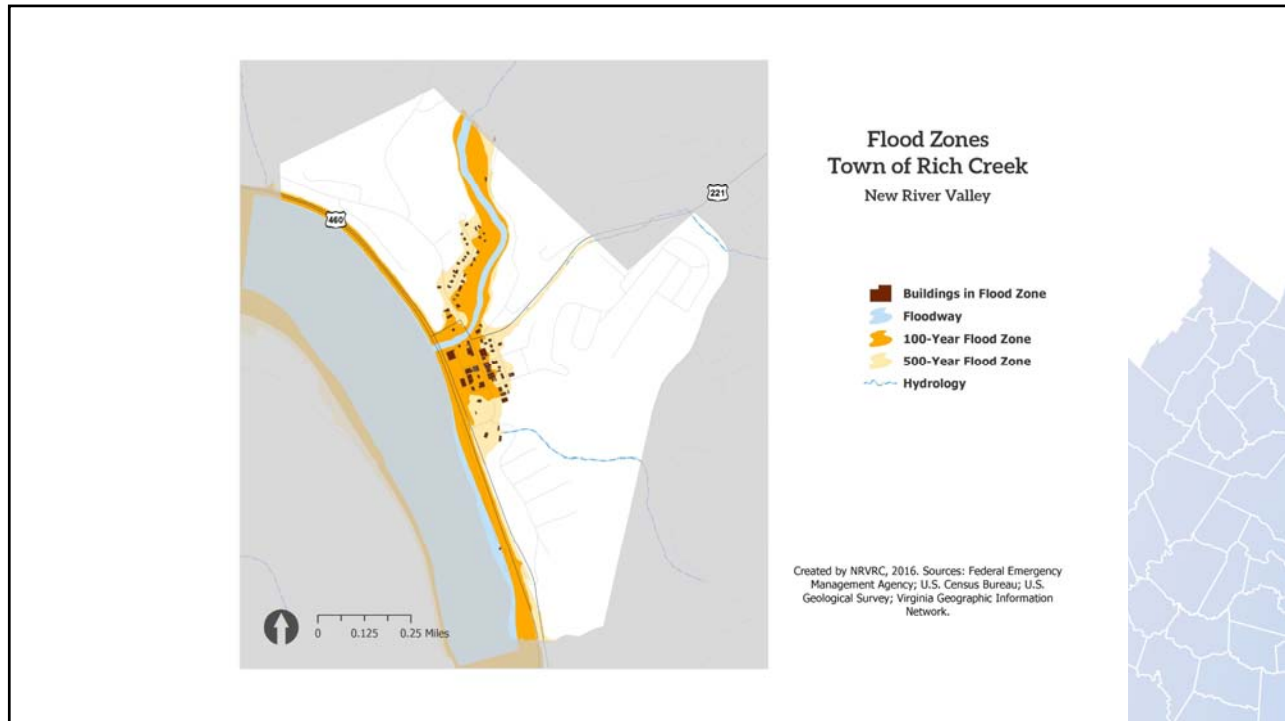 Flood Zones
Town of Rich Creek
New River Valley
221
460
Buildings in Flood Zone
Floodway
100-Year Flood Zone
500-Year Flood Zone
Hydrology
Created by NRVRC, 2016. Sources: Federal Emergency
Management Agency; U.S. Census Bureau; U.S.
Geological Survey; Virginia Geographic Information
Network.
0 0.125 0.25 Miles